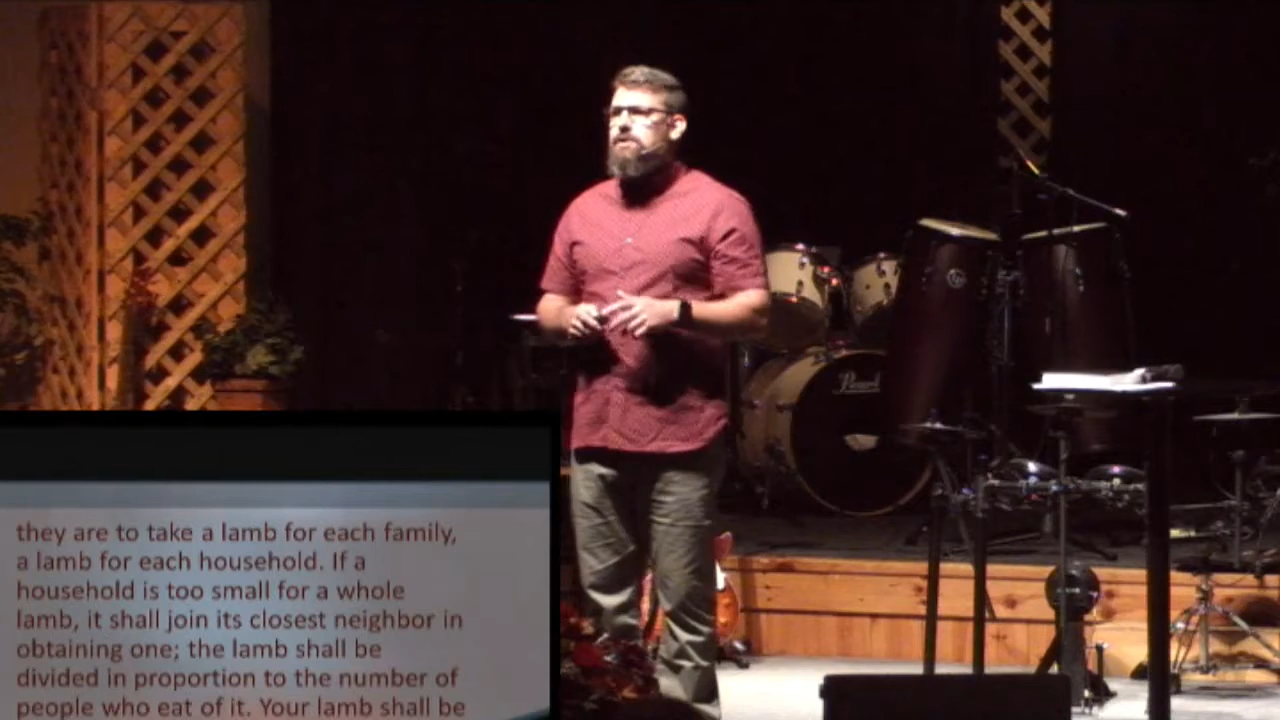 Pearl
they are to take a lamb for each family,
a lamb for each household. If a
household is too small for a whole
lamb, it shall join its closest neighbor in
obtaining one; the lamb shall be
divided in proportion to the number of
people who eat of it. Your lamb shall be